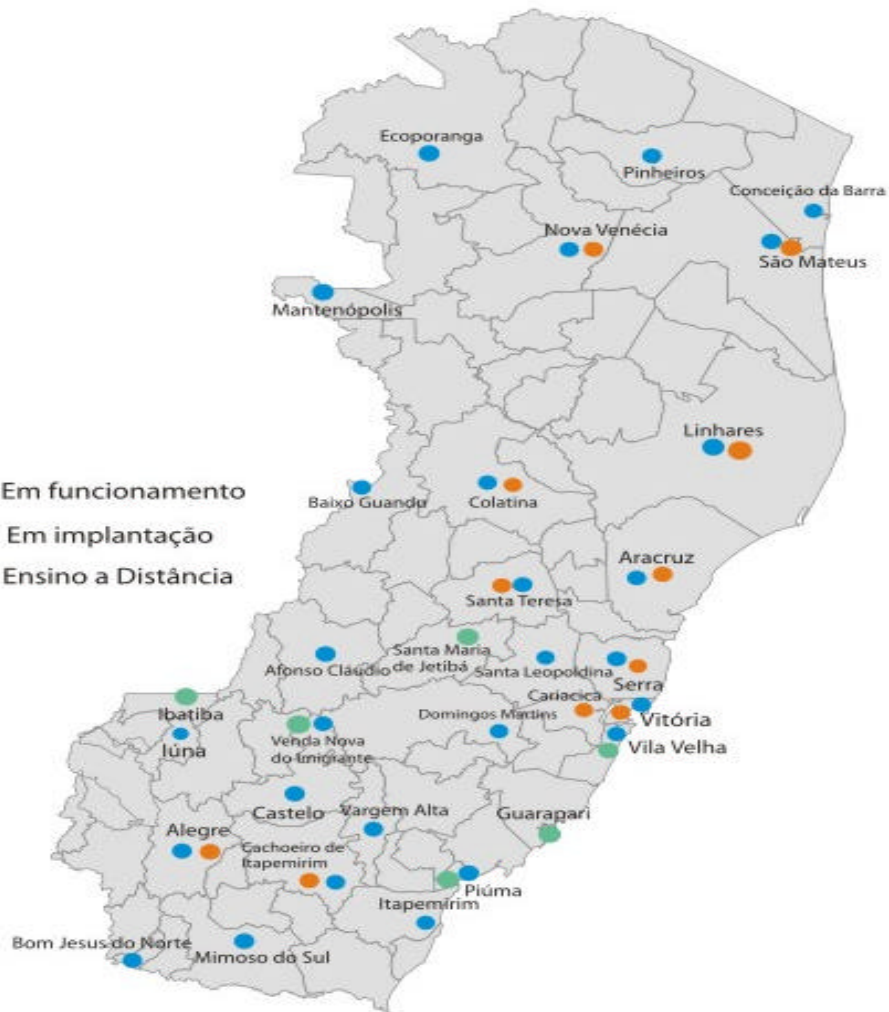 Ecoporanga
Pinheiros
Conceição da Barra
Nova Venécia
São Mateus
Mantenópolis
Linhares
Em funcionamento
Baixo Guandu
Colatina
Em implantação
Aracruz
Ensino a Distância
Santa Teresa
Santa Maria
de Jetibá
Afonso Cláudio
Santa Leopoldina
Serra
Cariacica
Ibatiba
Domingos Martins
Vitória
Iúna
Venda Nova
do Imigrante
Vila Velha
Castelo
Vargem Alta
Guarapari
Alegre
Cachoeiro de
Itapemirim
Piúma
Itapemirim
Bom Jesus do Norte
Mimoso do Sul